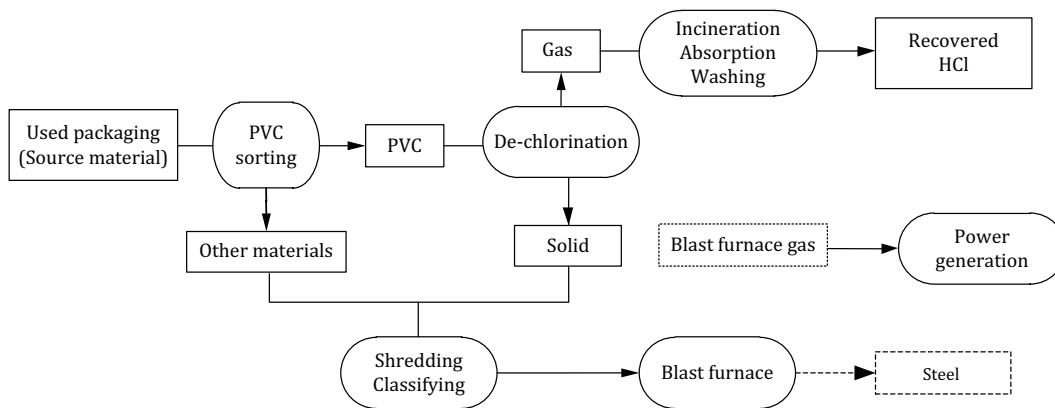 Gas
Incineration
Absorption
Washing
Recovered
HCl
Used packaging
(Source material)
PVC
sorting
PVC
De-chlorination
Other materials
Solid
Blast furnace gas
Power
generation
Shredding
Classifying
Blast furnace
Steel